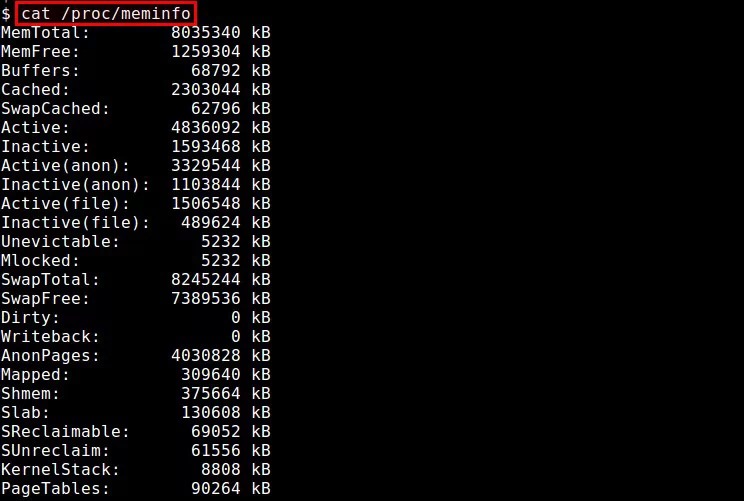 $ cat /proc/meminfo
MemTotal:        8035340 kB
MemFree:         1259304 kB
Buffers:           68792 kB
Cached:          2303044 kB
SwapCached:        62796 kB
Active:          4836092 kB
Inactive:        1593468 kB
Active(anon):    3329544 kB
Inactive(anon):  1103844 kB
Active(file):    1506548 kB
Inactive(file):   489624 kB
Unevictable:        5232 kB
Mlocked:            5232 kB
SwapTotal:       8245244 kB
SwapFree:        7389536 kB
Dirty:                 0 kB
Writeback:             0 kB
AnonPages:       4030828 kB
Mapped:           309640 kB
Shmem:            375664 kB
Slab:             130608 kB
SReclaimable:      69052 kB
SUnreclaim:        61556 kB
KernelStack:        8808 kB
PageTables:        90264 kB